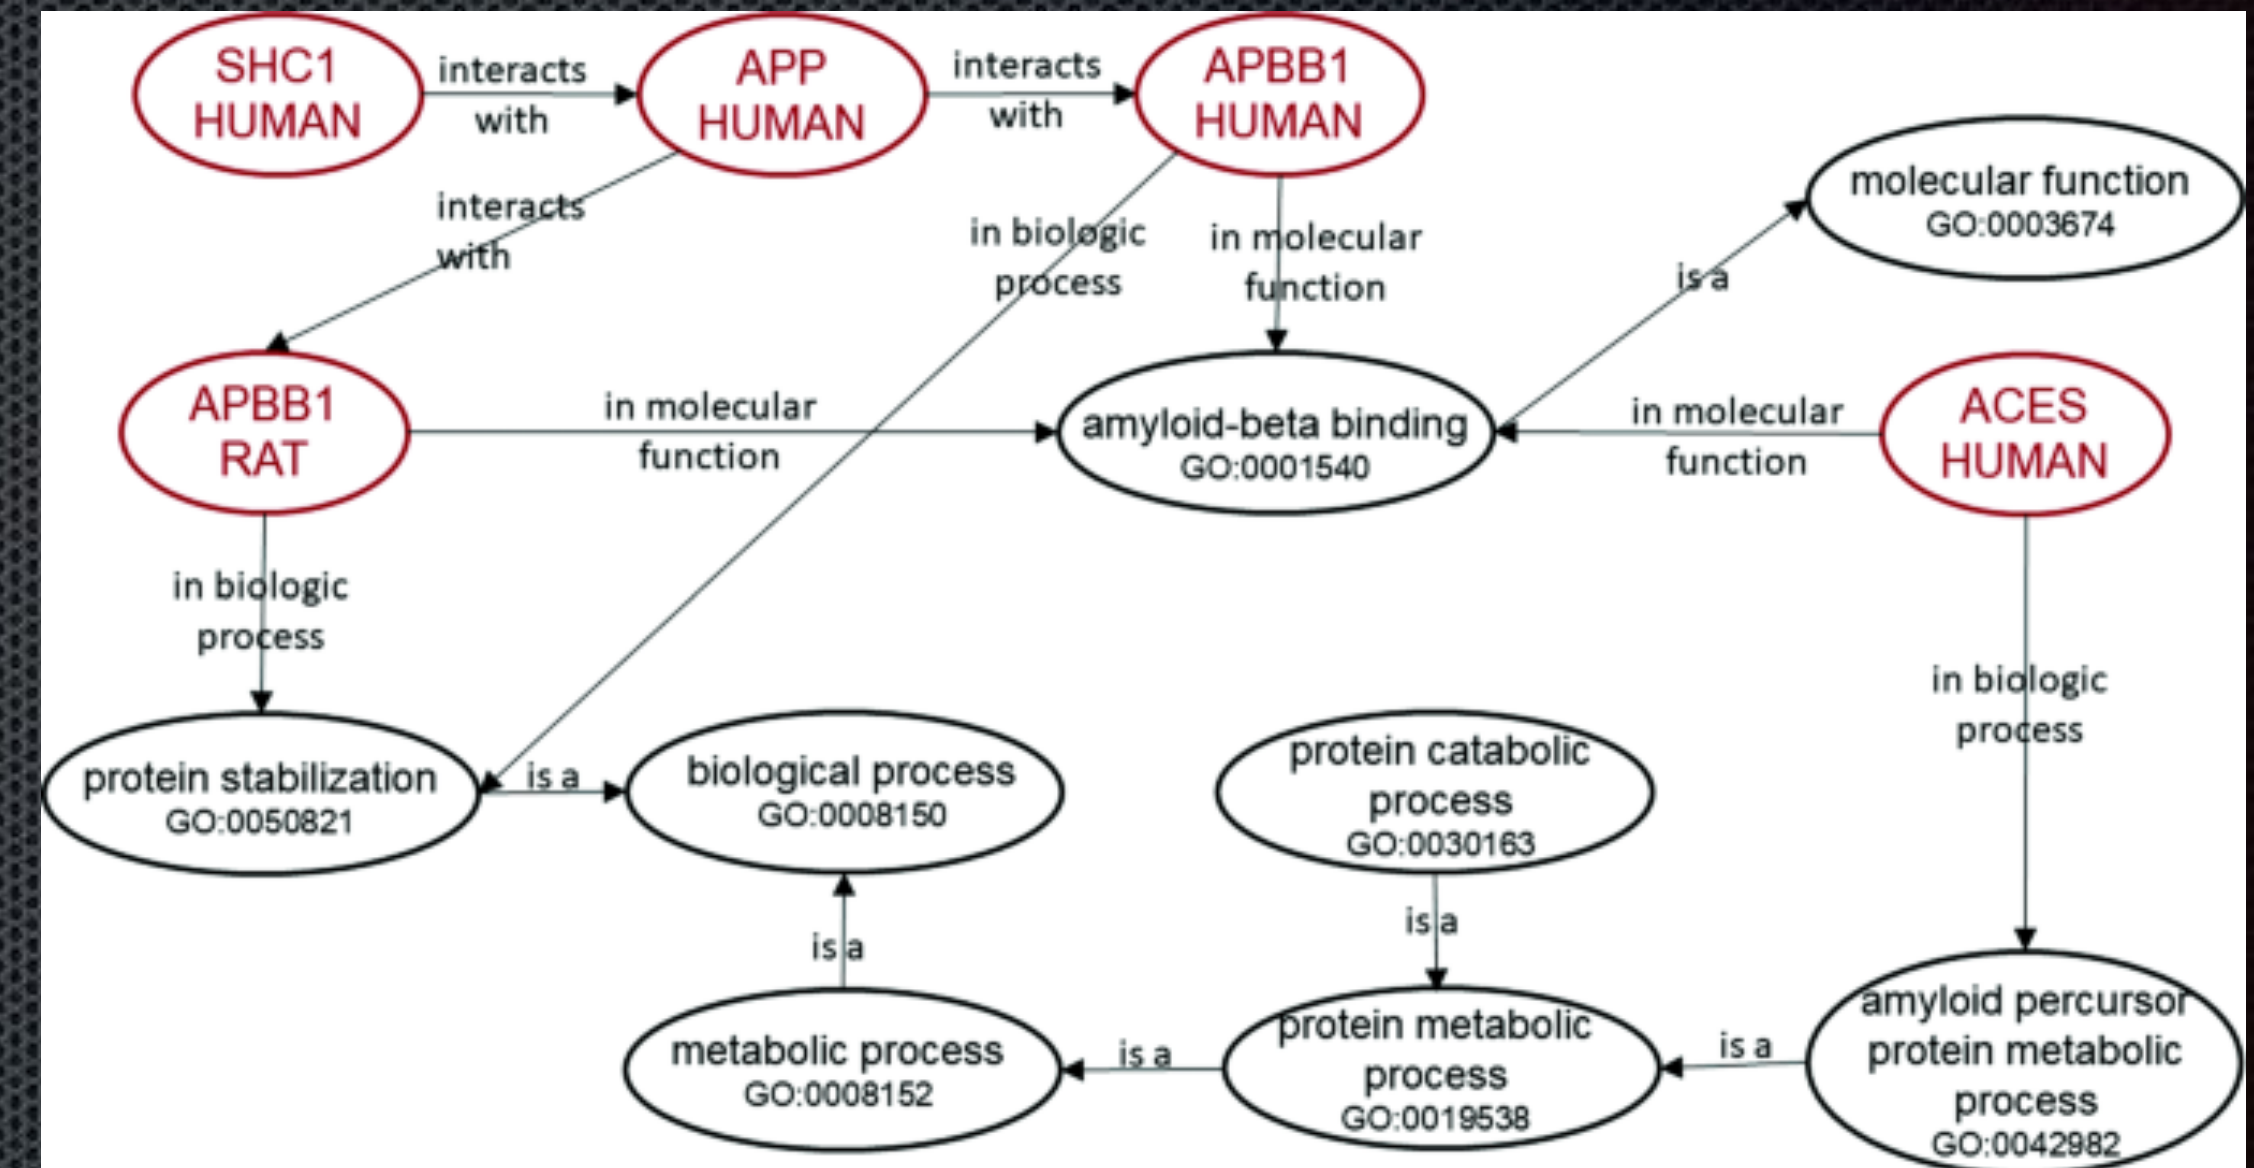 SHC1
HUMAN
interacts
with
APP
HUMAN
interacts
with
APBB1
HUMAN
molecular function
GO:0003674
interacts
with
in biologic
process
in molecular
function
is a
APBB1
RAT
in molecular
function
amyloid-beta binding
GO:0001540
in molecular
function
ACES
HUMAN
in biologic
process
in biologic
process
protein stabilization
GO:0050821
is a
biological process
GO:0008150
protein catabolic
process
GO:0030163
is a
is a
metabolic process
GO:0008152
is a
protein metabolic
process
GO:0019538
is a
amyloid percursor
protein metabolic
process
GO:0042982